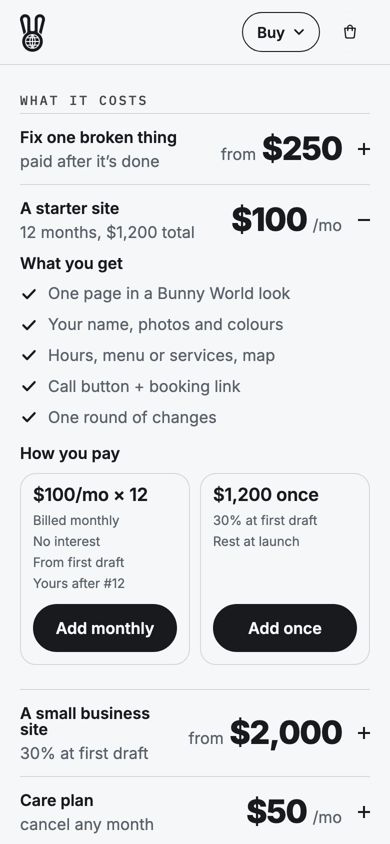 Buy
WHAT IT COSTS
Fix one broken thing
paid after it’s done
from $250
A starter site
12 months, $1,200 total
$100 /mo
What you get
One page in a Bunny World look
Your name, photos and colours
Hours, menu or services, map
Call button + booking link
One round of changes
How you pay
$100/mo × 12
Billed monthly
No interest
From first draft
Yours after #12
Add monthly
$1,200 once
30% at first draft
Rest at launch
Add once
A small business
site
30% at first draft
from $2,000
Care plan
cancel any month
$50 /mo